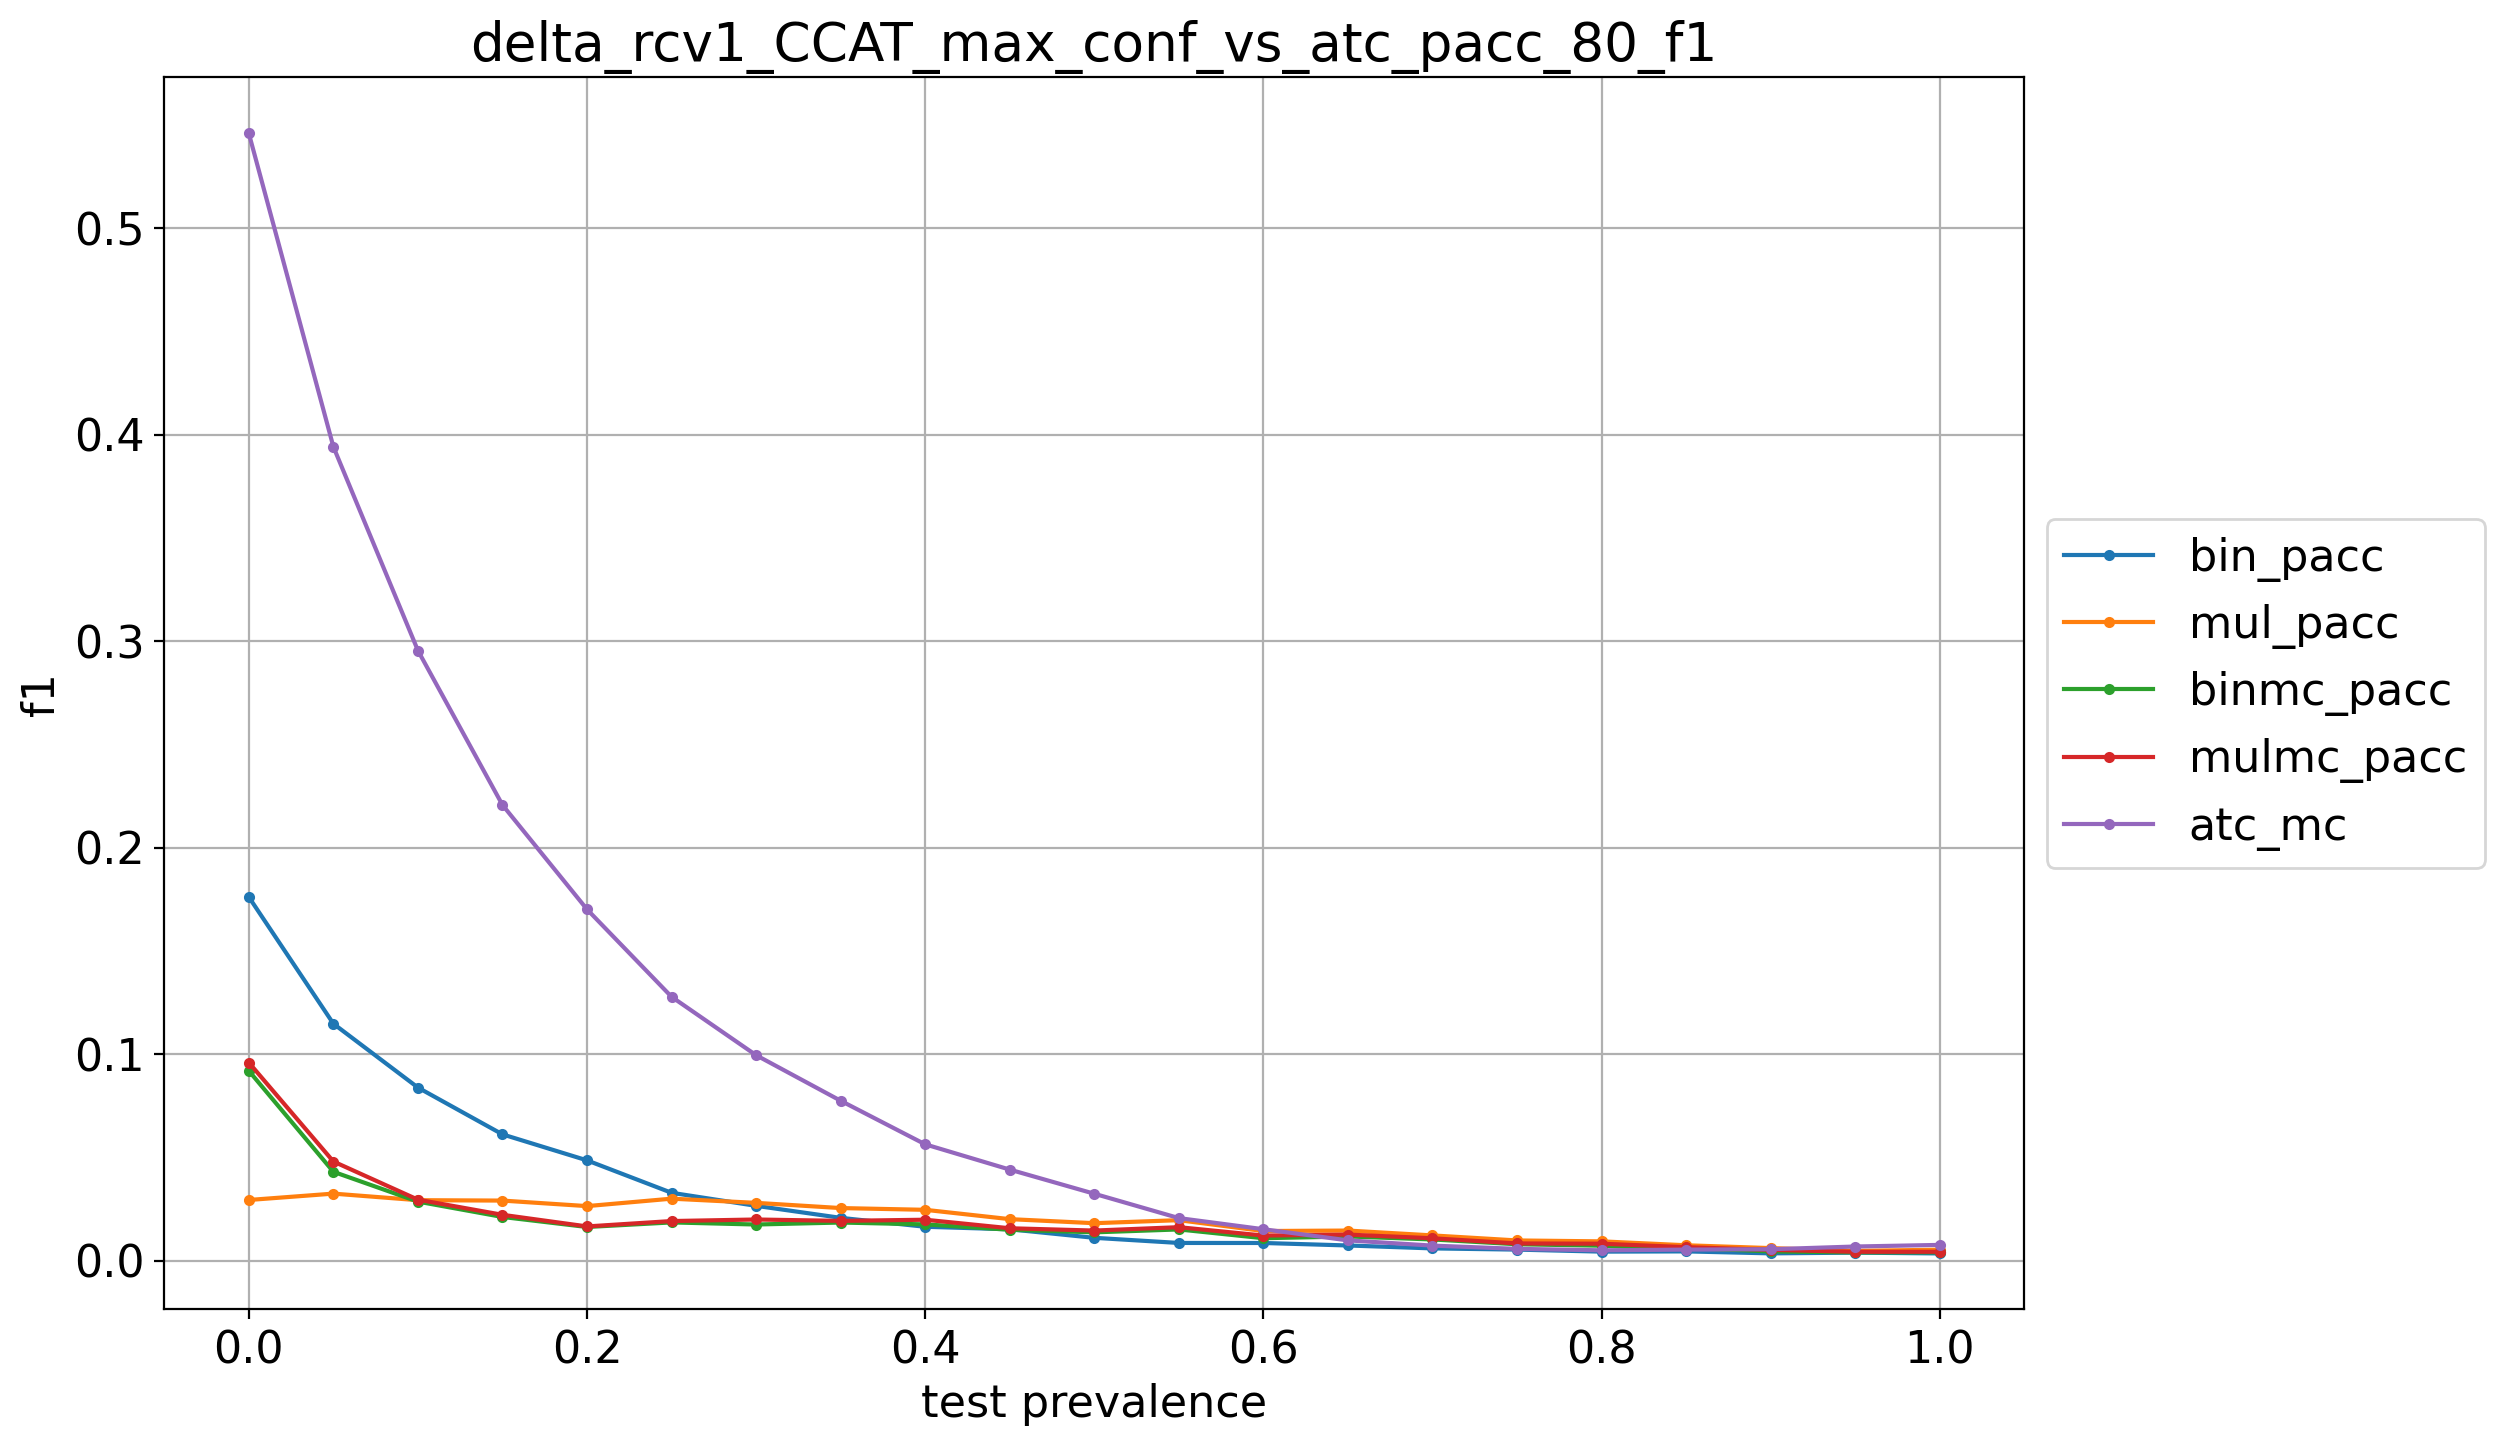 delta_rcv1_CCAT_max_conf_vs_atc_pacc_80_f1
f1
0.5
0.4
0.3
0.2
0.1
0.0
0.0 0.2 0.4 0.6 0.8 1.0
test prevalence
bin_pacc
mul_pacc
binmc_pacc
mulmc_pacc
atc_mc